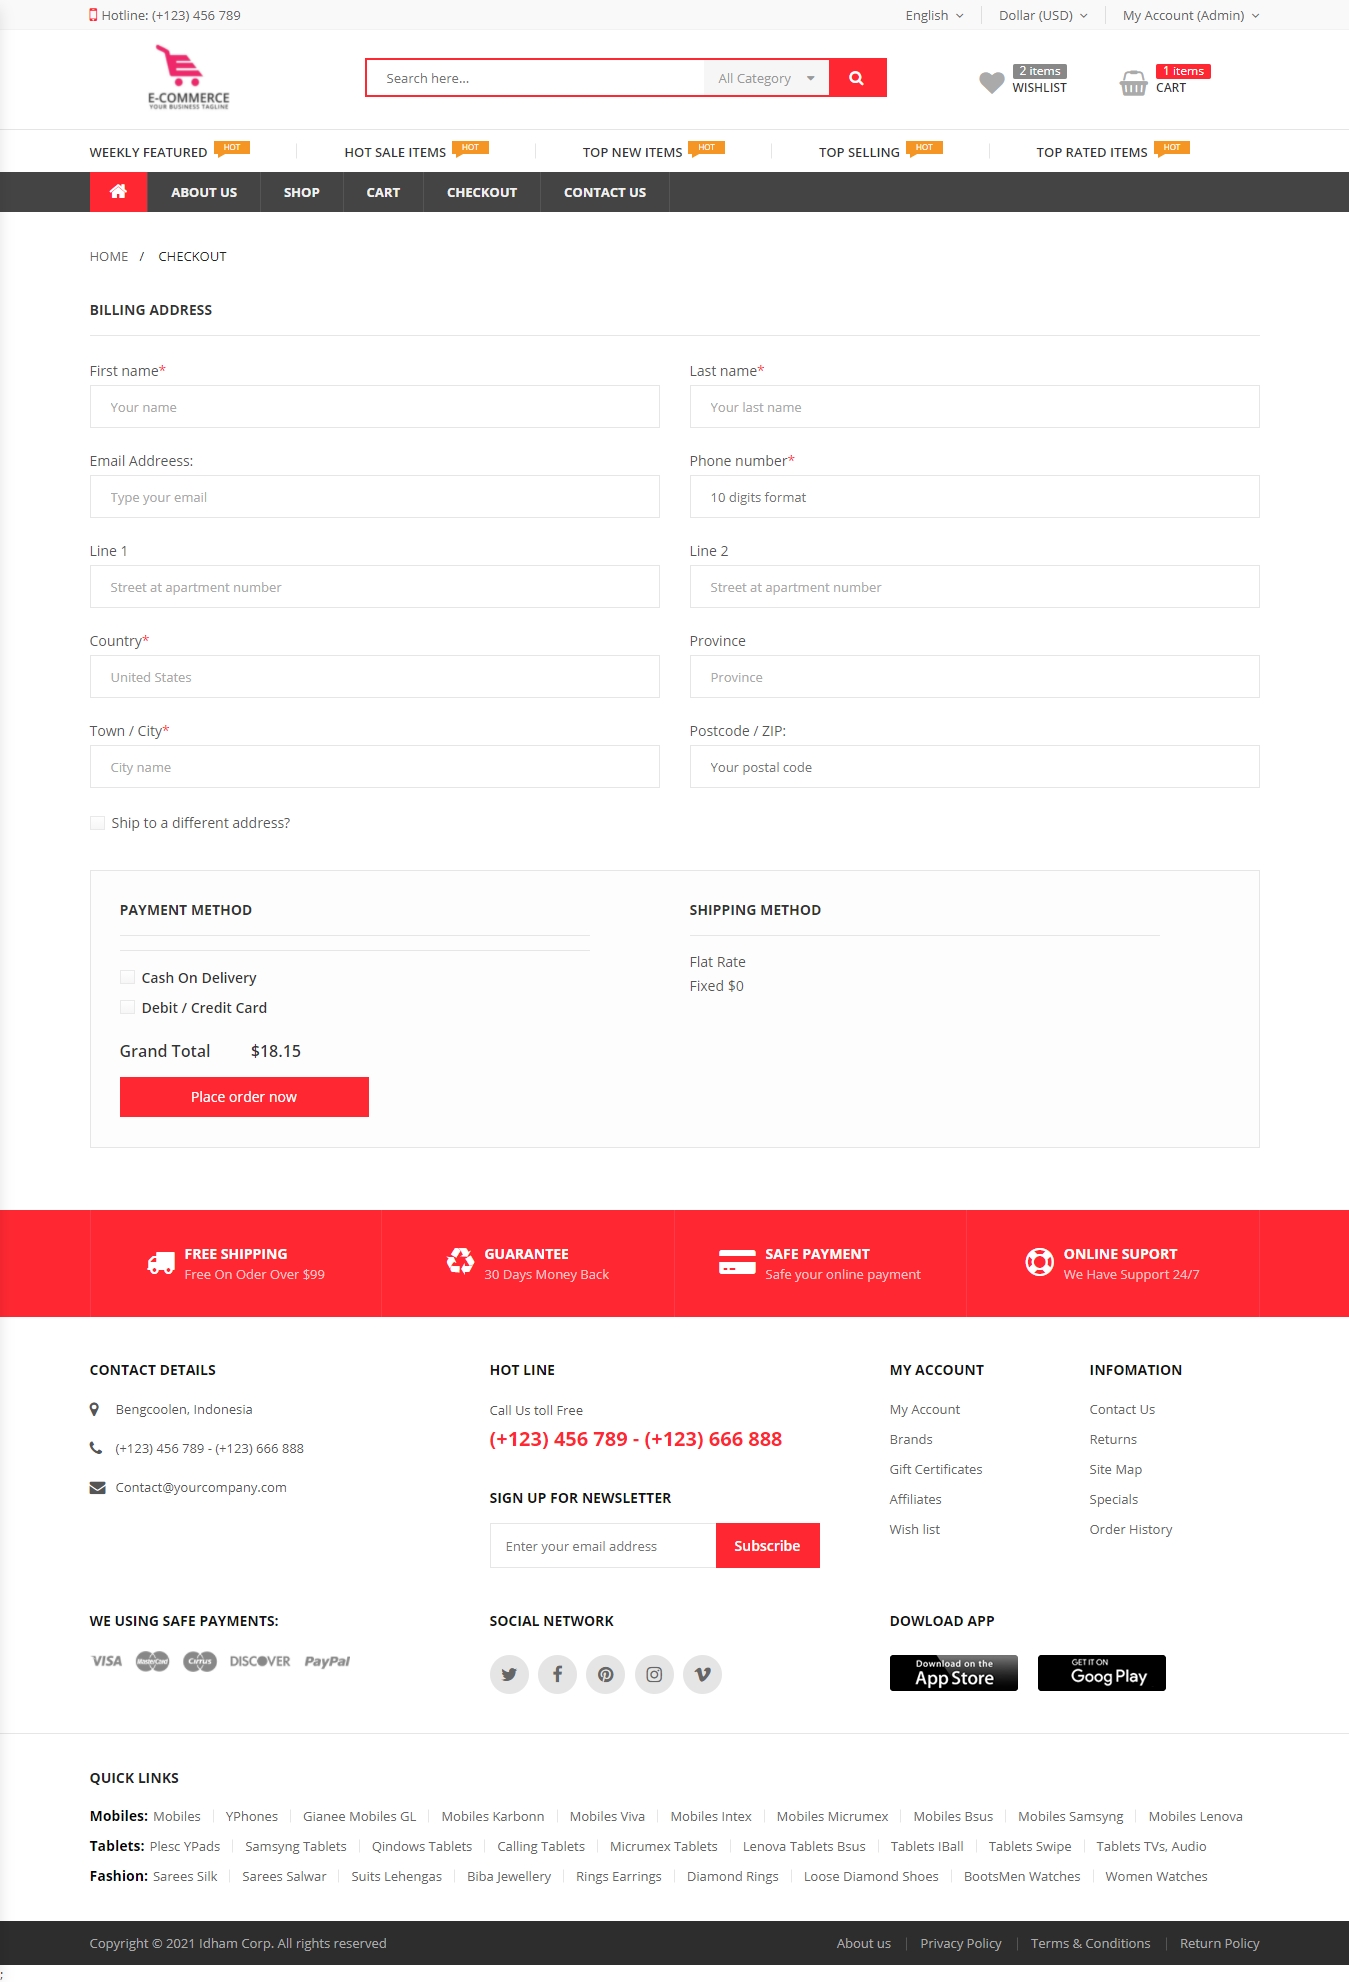 Hotline: (+123) 456 789 English Dollar (USD) My Account (Admin)
E-COMMERCE
YOUR BUSINESS TAGLINE
Search here... All Category
2 items
WISHLIST
1 items
CART
WEEKLY FEATURED HOT HOT SALE ITEMS HOT TOP NEW ITEMS HOT TOP SELLING HOT TOP RATED ITEMS HOT
ABOUT US SHOP CART CHECKOUT CONTACT US
HOME / CHECKOUT
BILLING ADDRESS
First name* Last name*
Your name Your last name
Email Addreess: Phone number*
Type your email 10 digits format
Line 1 Line 2
Street at apartment number Street at apartment number
Country* Province
United States Province
Town / City* Postcode / ZIP:
City name Your postal code
Ship to a different address?
PAYMENT METHOD SHIPPING METHOD
Flat Rate
Fixed $0
Cash On Delivery
Debit / Credit Card
Grand Total $18.15
Place order now
FREE SHIPPING GUARANTEE SAFE PAYMENT ONLINE SUPORT
Free On Oder Over $99 30 Days Money Back Safe your online payment We Have Support 24/7
CONTACT DETAILS HOT LINE MY ACCOUNT INFOMATION
Bengcoolen, Indonesia Call Us toll Free My Account Contact Us
(+123) 456 789 - (+123) 666 888 Brands Returns
(+123) 456 789 - (+123) 666 888
Gift Certificates Site Map
Contact@yourcompany.com SIGN UP FOR NEWSLETTER Affiliates Specials
Wish list Order History
Enter your email address Subscribe
WE USING SAFE PAYMENTS: SOCIAL NETWORK DOWLOAD APP
VISA MasterCard Cirrus DISCOVER PayPal
Download on the
App Store
GET IT ON
Goog Play
QUICK LINKS
Mobiles: Mobiles YPhones Gianee Mobiles GL Mobiles Karbonn Mobiles Viva Mobiles Intex Mobiles Micrumex Mobiles Bsus Mobiles Samsyng Mobiles Lenova
Tablets: Plesc YPads Samsyng Tablets Qindows Tablets Calling Tablets Micrumex Tablets Lenova Tablets Bsus Tablets IBall Tablets Swipe Tablets TVs, Audio
Fashion: Sarees Silk Sarees Salwar Suits Lehengas Biba Jewellery Rings Earrings Diamond Rings Loose Diamond Shoes BootsMen Watches Women Watches
Copyright © 2021 Idham Corp. All rights reserved About us Privacy Policy Terms & Conditions Return Policy
;